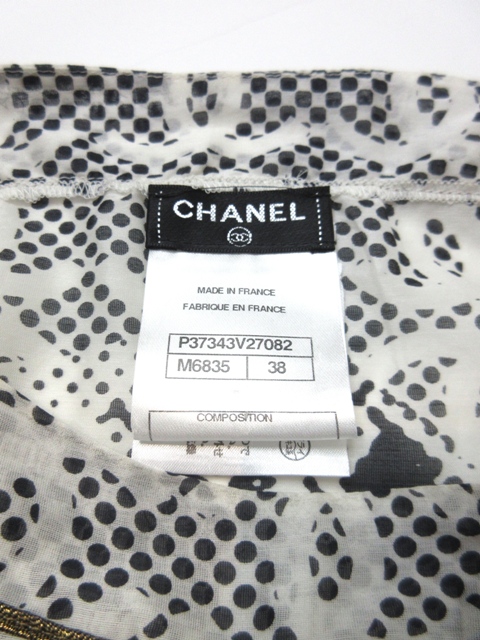 CHANEL
MADE IN FRANCE
FABRIQUE EN FRANCE
P37343V27082
M6835 38
COMPOSITION